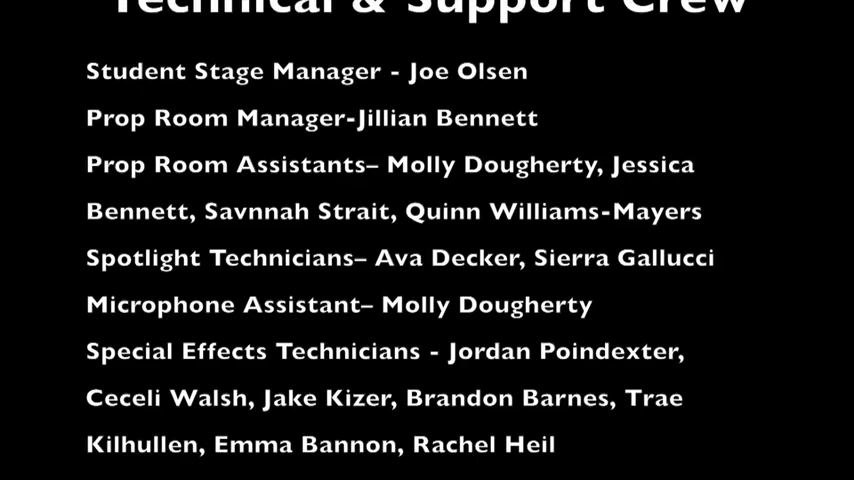 Technical & Support Crew
Student Stage Manager - Joe Olsen
Prop Room Manager-Jillian Bennett
Prop Room Assistants– Molly Dougherty, Jessica
Bennett, Savnnah Strait, Quinn Williams-Mayers
Spotlight Technicians– Ava Decker, Sierra Gallucci
Microphone Assistant– Molly Dougherty
Special Effects Technicians - Jordan Poindexter,
Ceceli Walsh, Jake Kizer, Brandon Barnes, Trae
Kilhullen, Emma Bannon, Rachel Heil